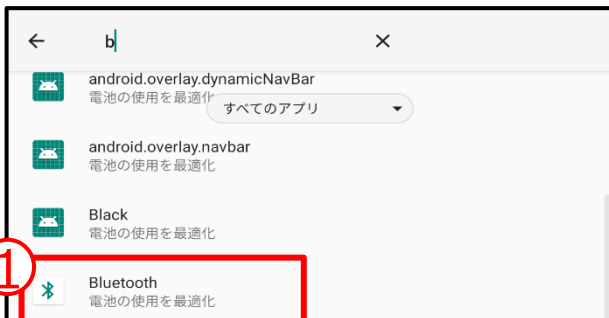 b
android.overlay.dynamicNavBar
電池の使用を最適化
すべてのアプリ
android.overlay.navbar
電池の使用を最適化
Black
電池の使用を最適化
1
Bluetooth
電池の使用を最適化